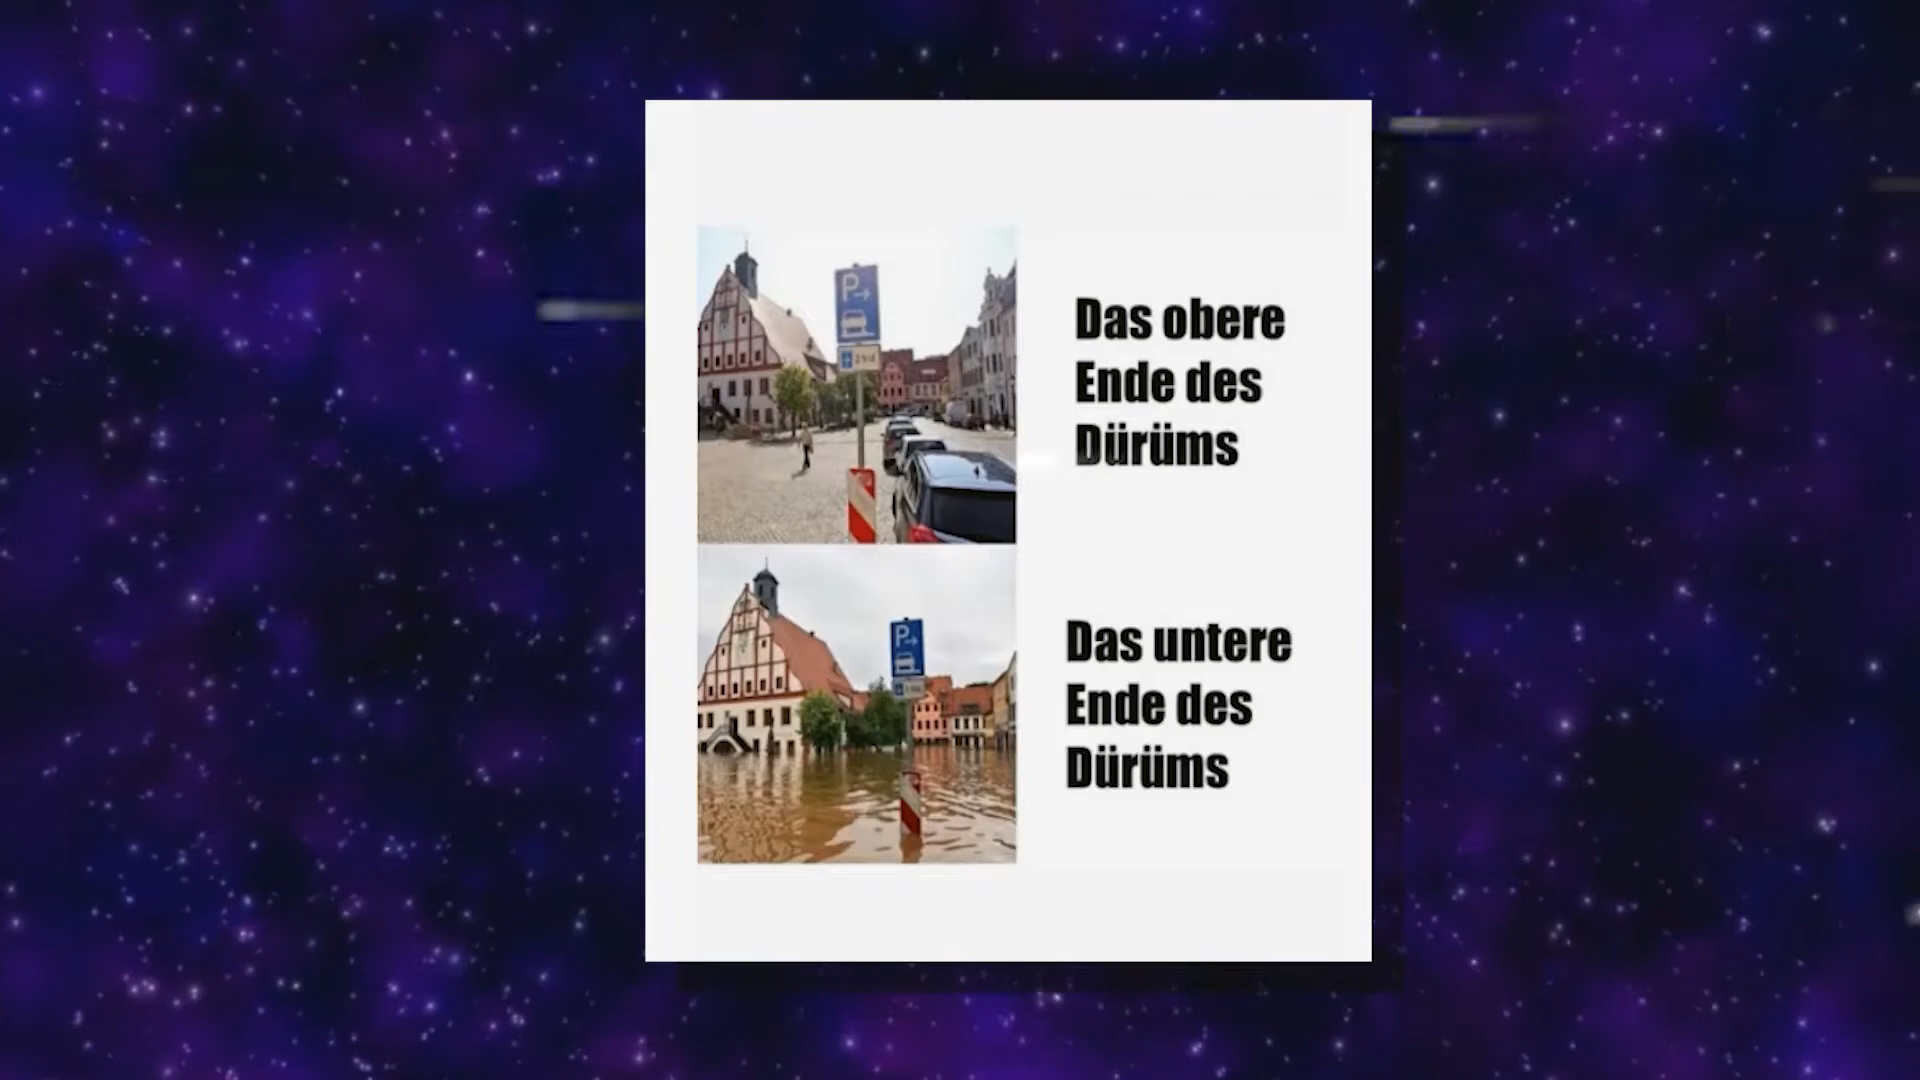 P
Das obere
Ende des
Dürüms
P
Das untere
Ende des
Dürüms